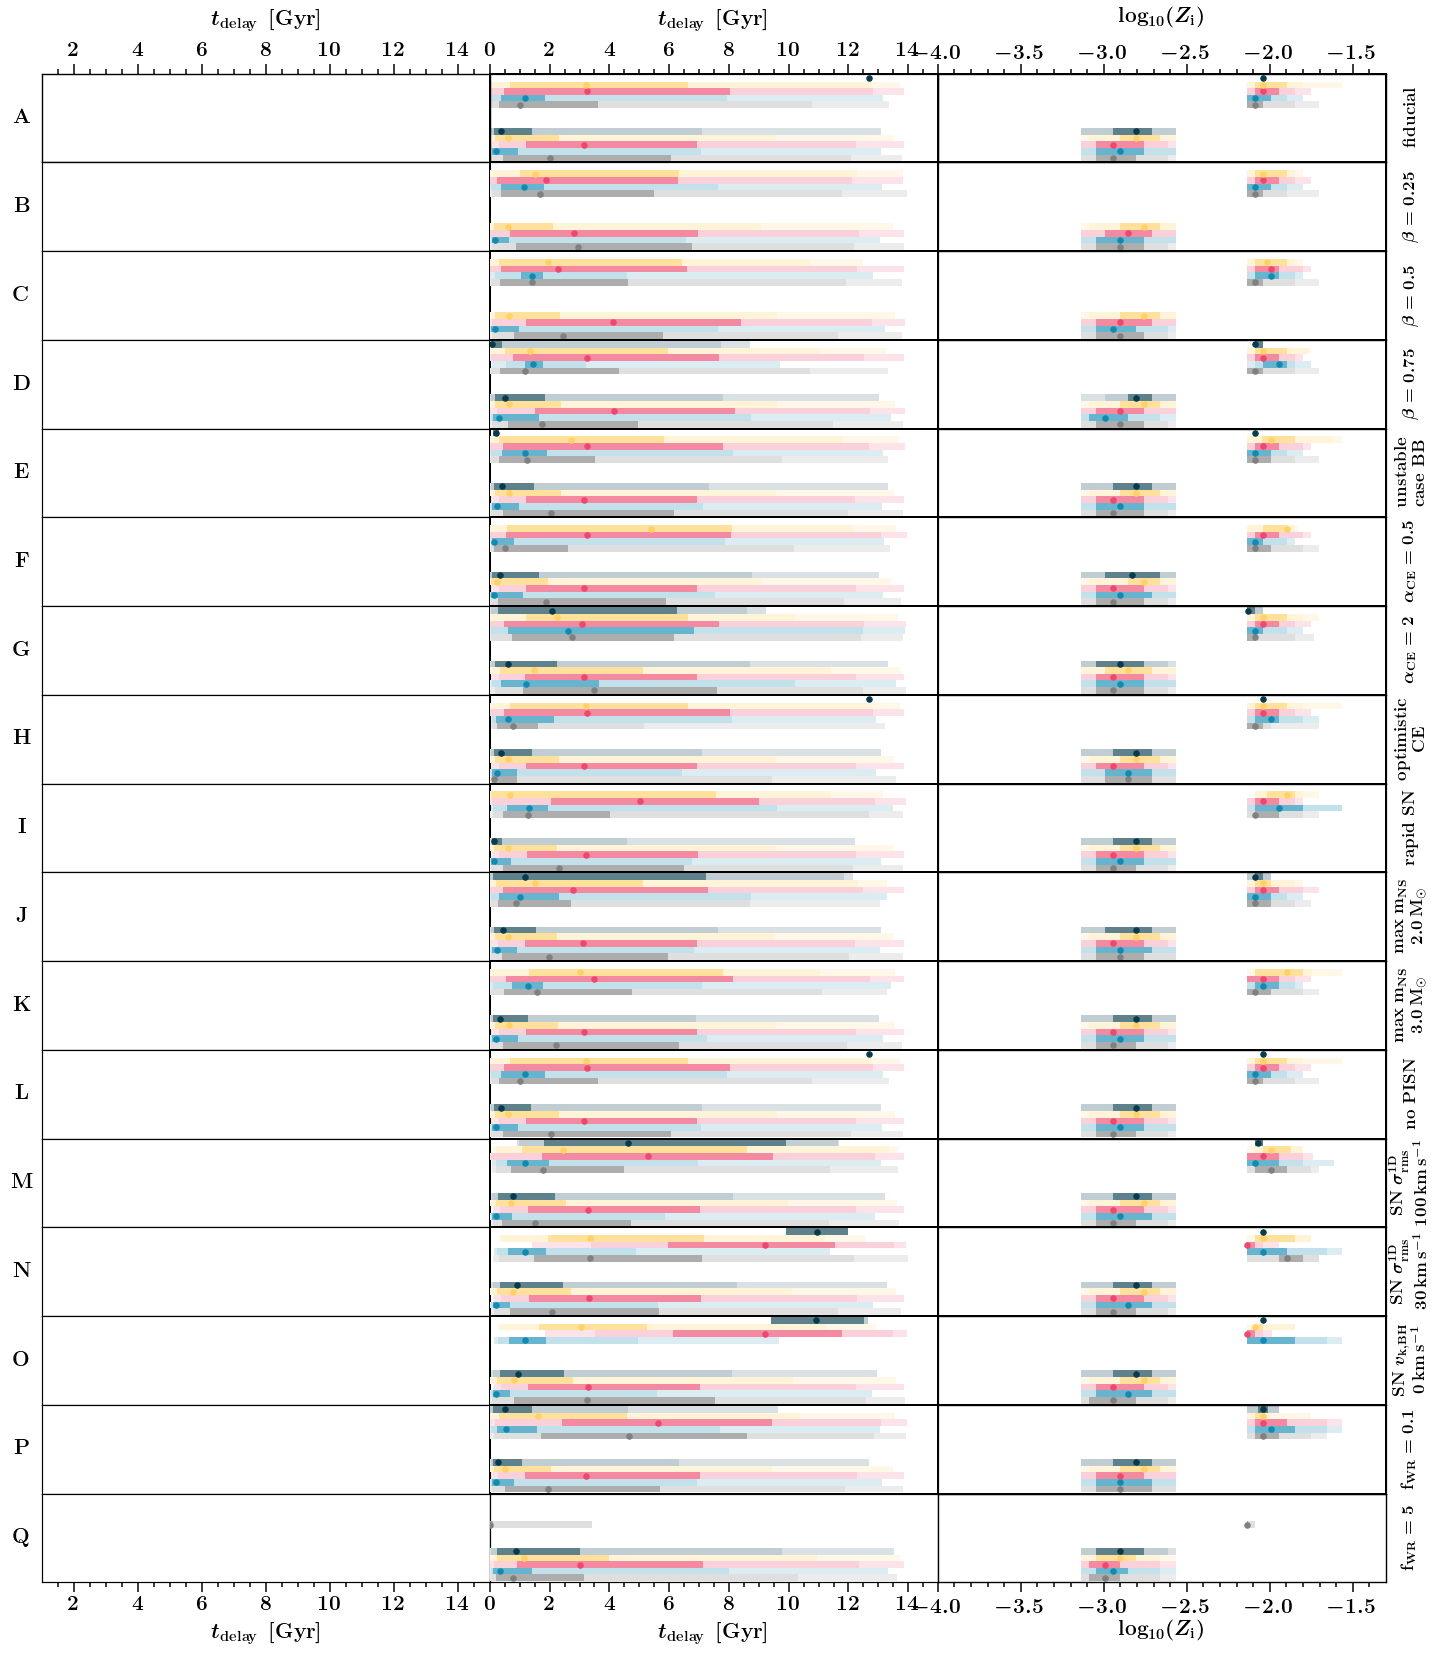 t_delay [Gyr] t_delay [Gyr] log₁₀(Z_i)
2 4 6 8 10 12 14 0 2 4 6 8 10 12 14 −4.0 −3.5 −3.0 −2.5 −2.0 −1.5
A fiducial
B β = 0.25
C β = 0.5
D β = 0.75
E unstable
case BB
F α_CE = 0.5
G α_CE = 2
H optimistic
CE
I rapid SN
J max m_NS
2.0 M_⊙
K max m_NS
3.0 M_⊙
L no PISN
M SN σ_rms^1D
100 km s⁻¹
N SN σ_rms^1D
30 km s⁻¹
O SN v_k,BH
0 km s⁻¹
P f_WR = 0.1
Q f_WR = 5
2 4 6 8 10 12 14 0 2 4 6 8 10 12 14 −4.0 −3.5 −3.0 −2.5 −2.0 −1.5
t_delay [Gyr] t_delay [Gyr] log₁₀(Z_i)